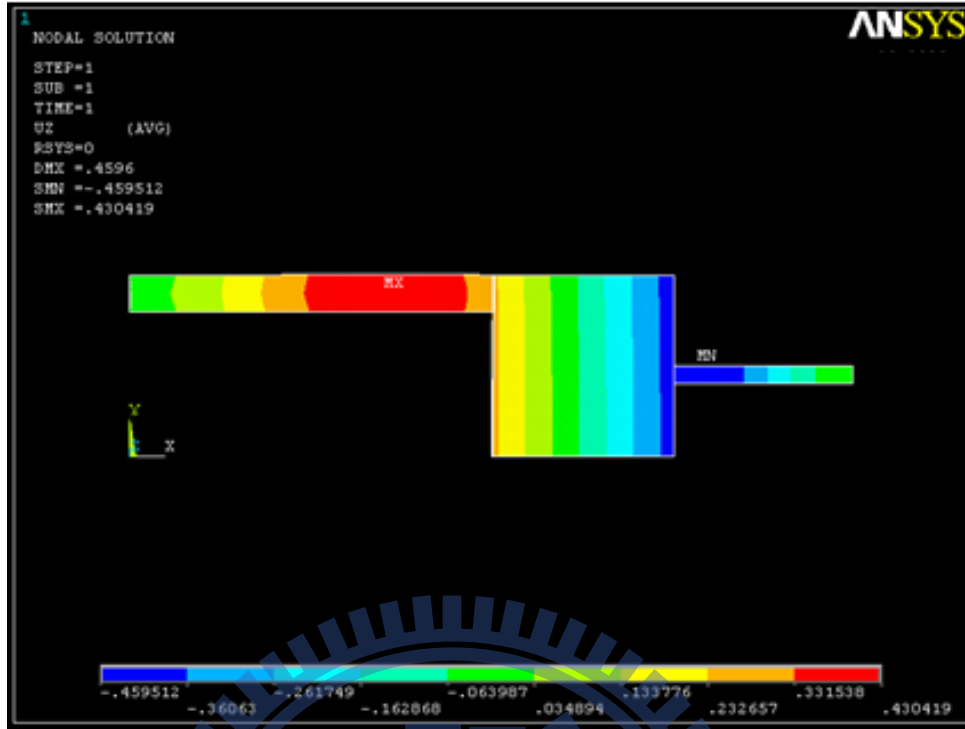 1
ANSYS
NODAL SOLUTION
STEP=1
SUB =1
TIME=1
UZ (AVG)
RSYS=0
DMX =.4596
SMN =-.459512
SMX =.430419
MX
MN
Y
X
-.459512 -.261749 -.063987 .133776 .331538
-.36063 -.162868 .034894 .232657 .430419